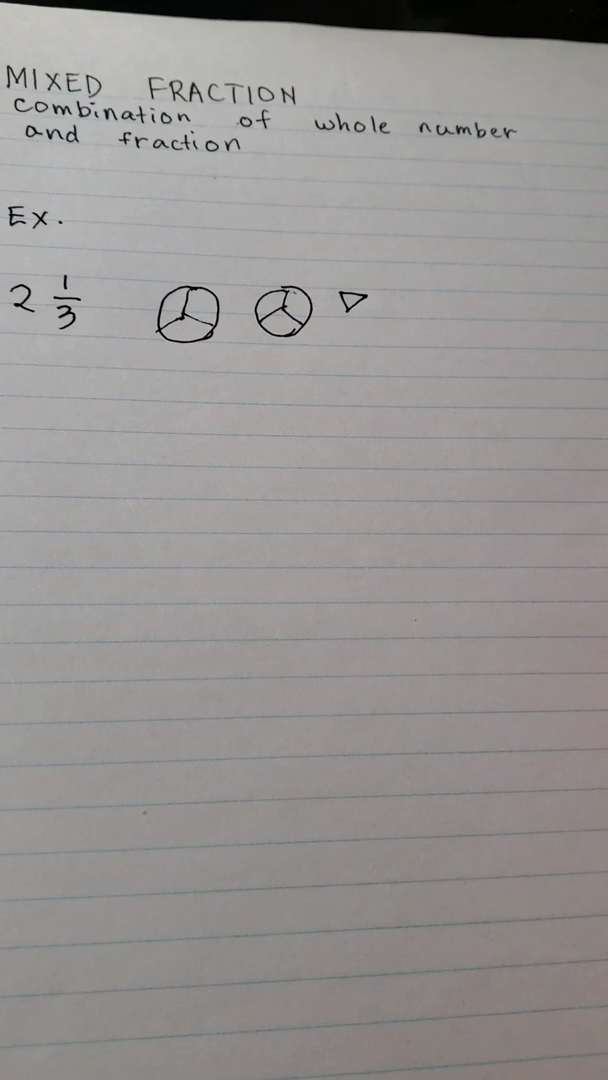 MIXED FRACTION
combination of whole number
and fraction
Ex.
2 1/3